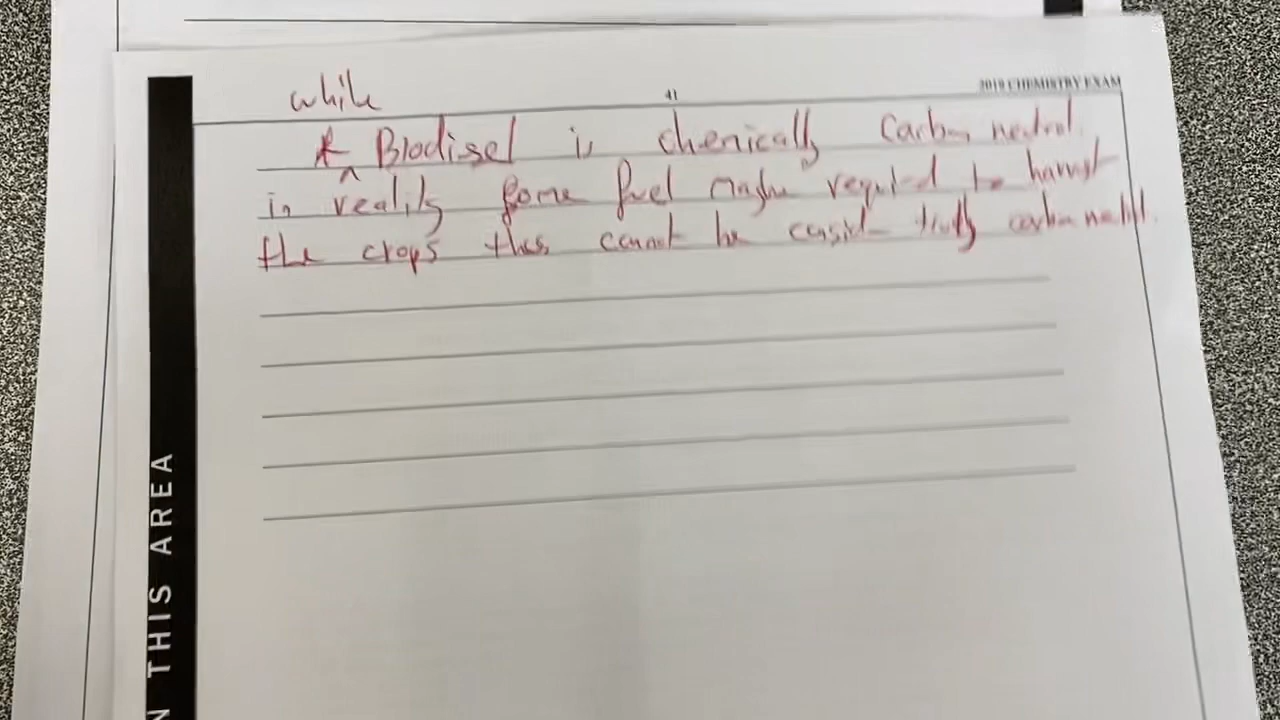 2019 CHEMISTRY EXAM
41
while
* Biodisel is chemically carbon neutral.
in reality some fuel maybe required to harvest
the crops thus cannot be truly carbon neutral.
N THIS AREA